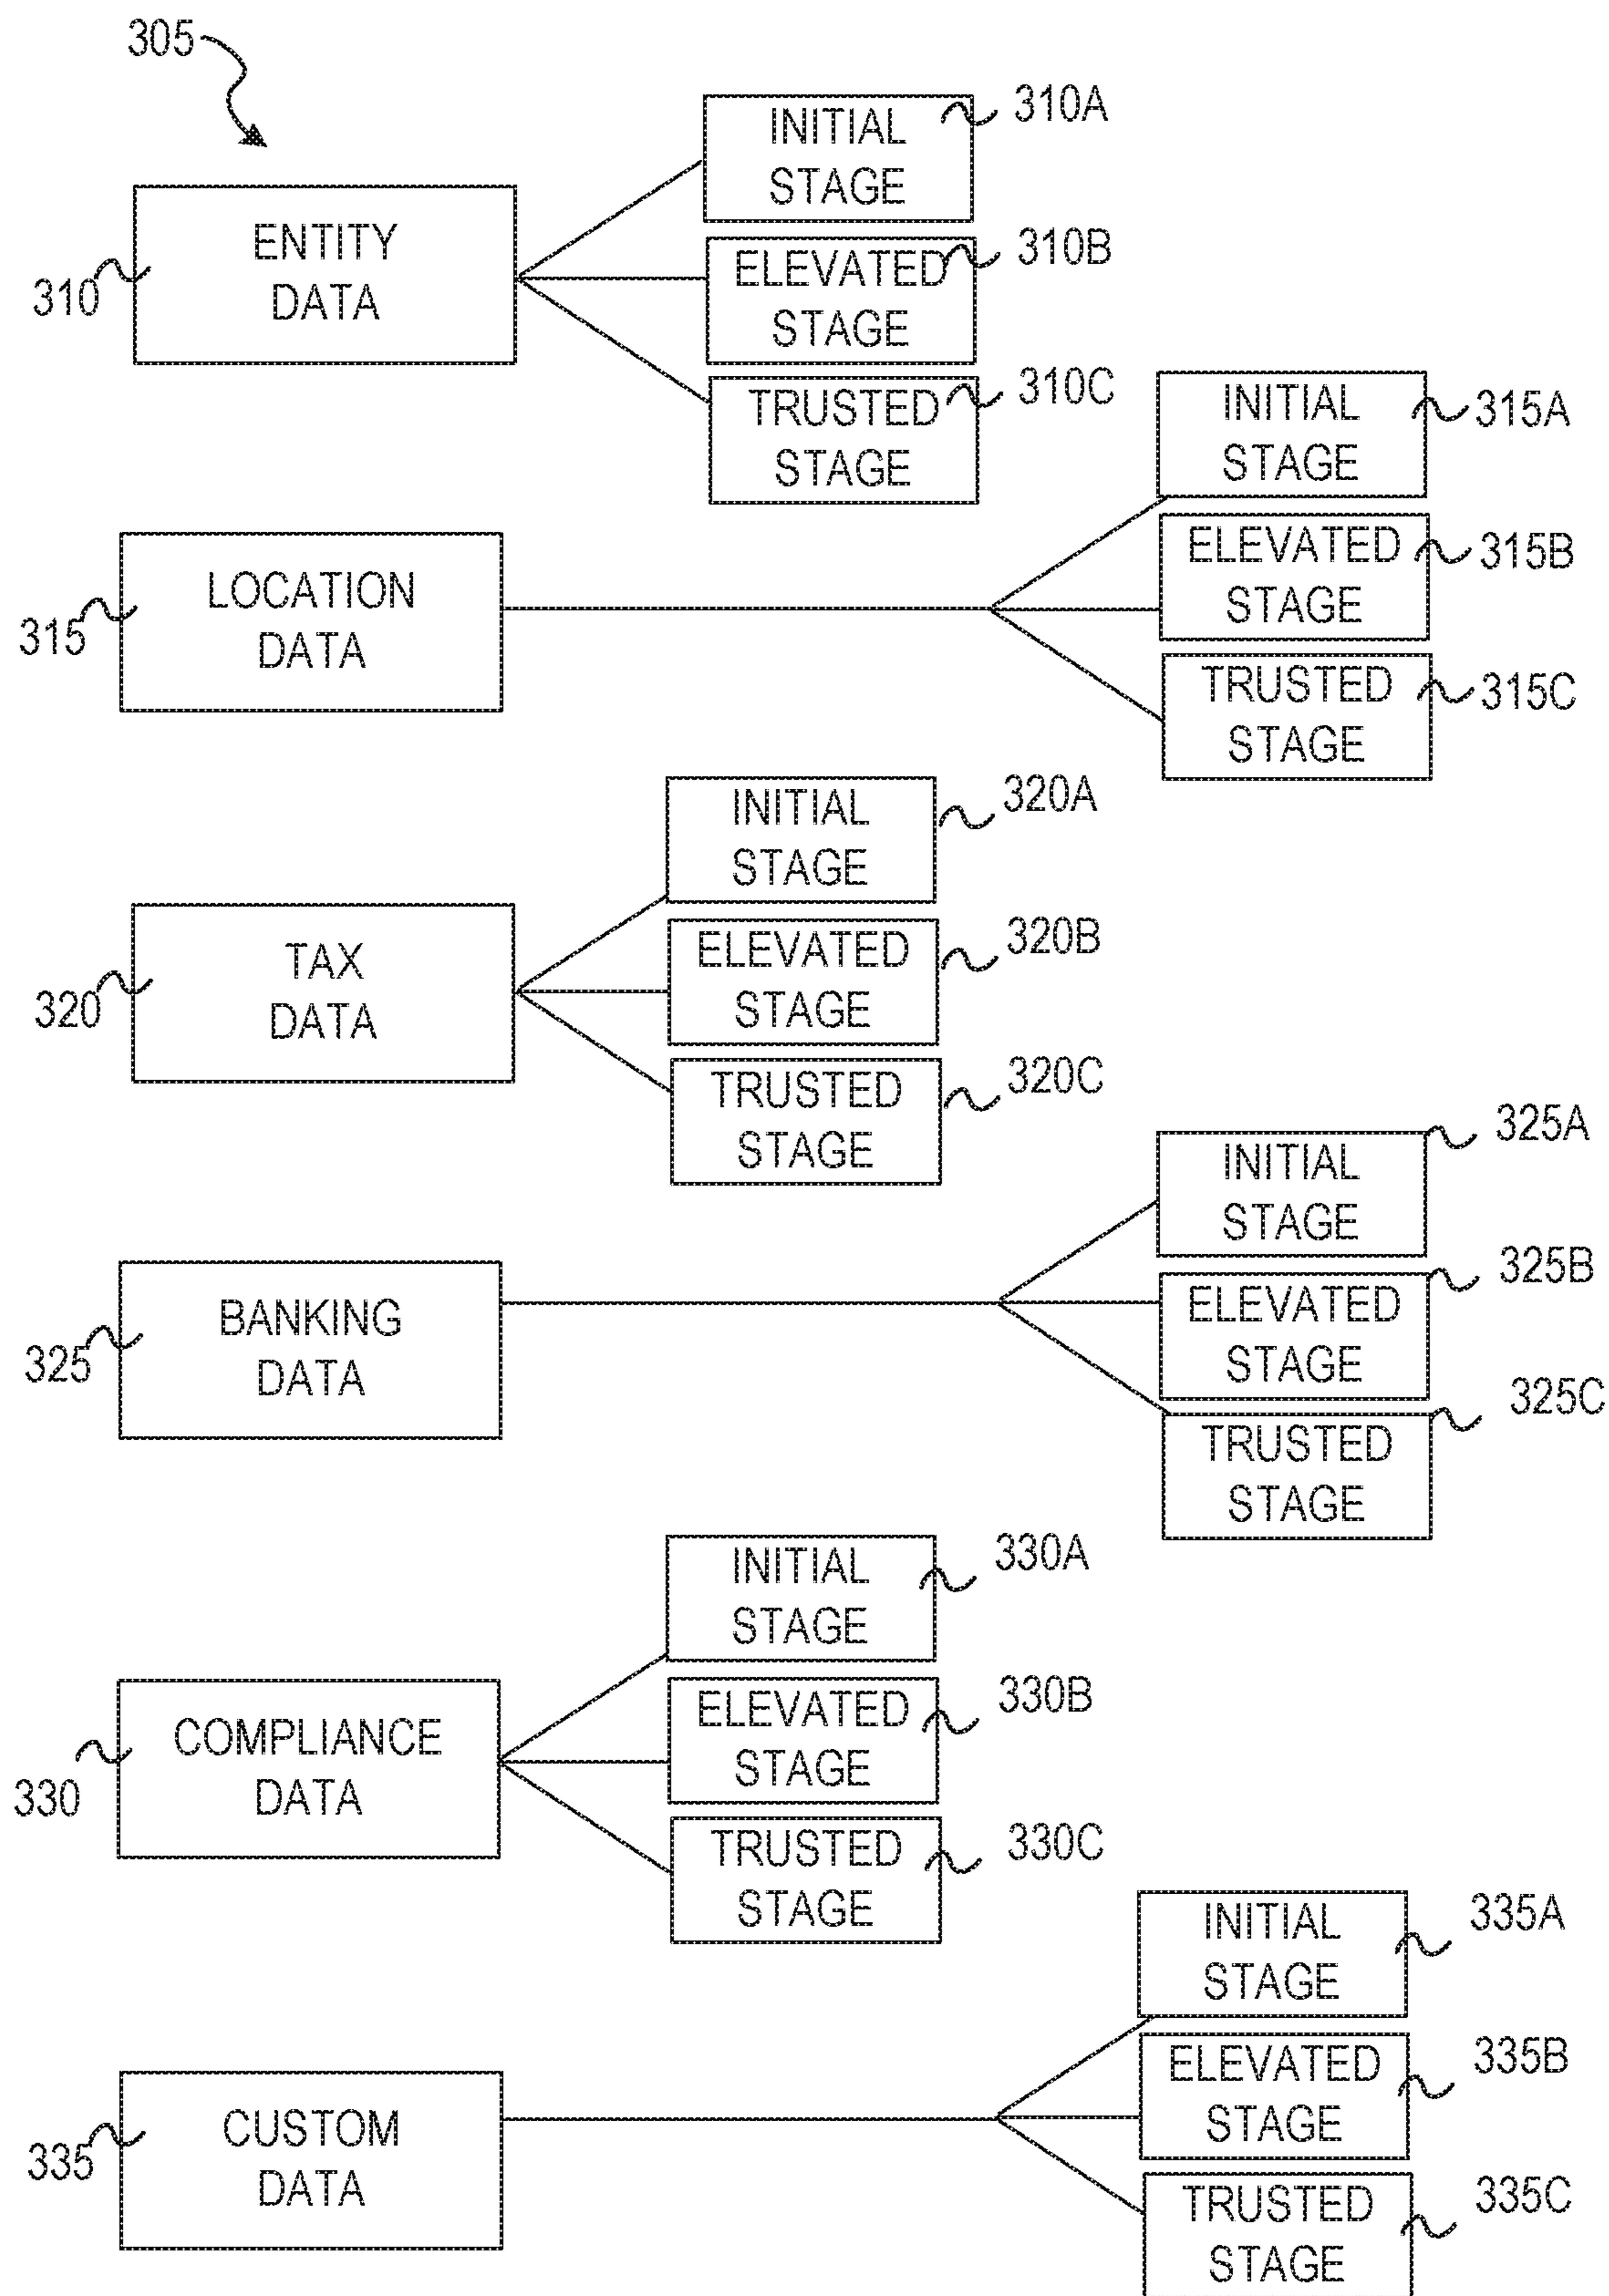 305
310A
INITIAL
STAGE
310B
ELEVATED
STAGE
310C
TRUSTED
STAGE
ENTITY
DATA
310
315A
INITIAL
STAGE
315B
ELEVATED
STAGE
315C
TRUSTED
STAGE
LOCATION
DATA
315
320A
INITIAL
STAGE
320B
ELEVATED
STAGE
320C
TRUSTED
STAGE
TAX
DATA
320
325A
INITIAL
STAGE
325B
ELEVATED
STAGE
325C
TRUSTED
STAGE
BANKING
DATA
325
330A
INITIAL
STAGE
330B
ELEVATED
STAGE
330C
TRUSTED
STAGE
COMPLIANCE
DATA
330
335A
INITIAL
STAGE
335B
ELEVATED
STAGE
335C
TRUSTED
STAGE
CUSTOM
DATA
335